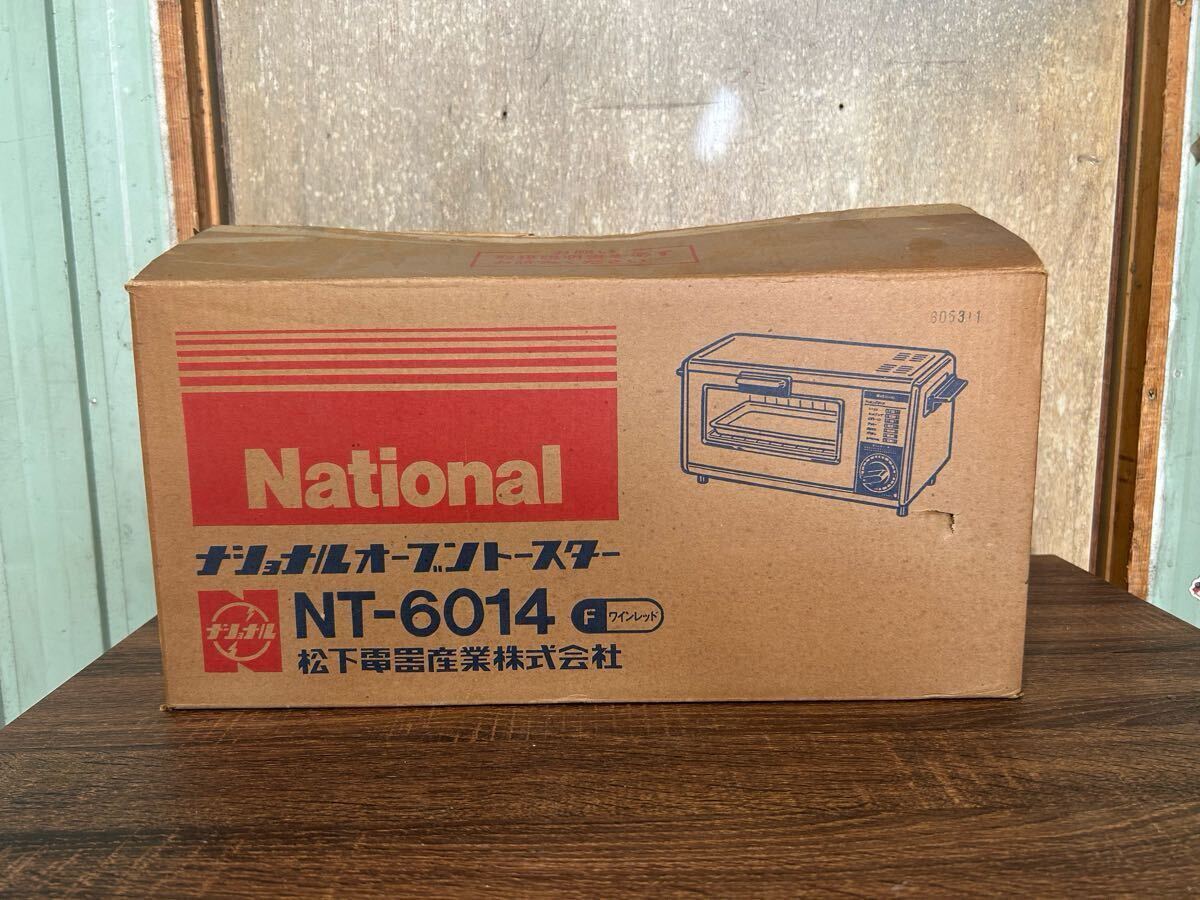 National
ナショナルオーブントースター
ナショナル
NT-6014 F ワインレッド
松下電器産業株式会社
National